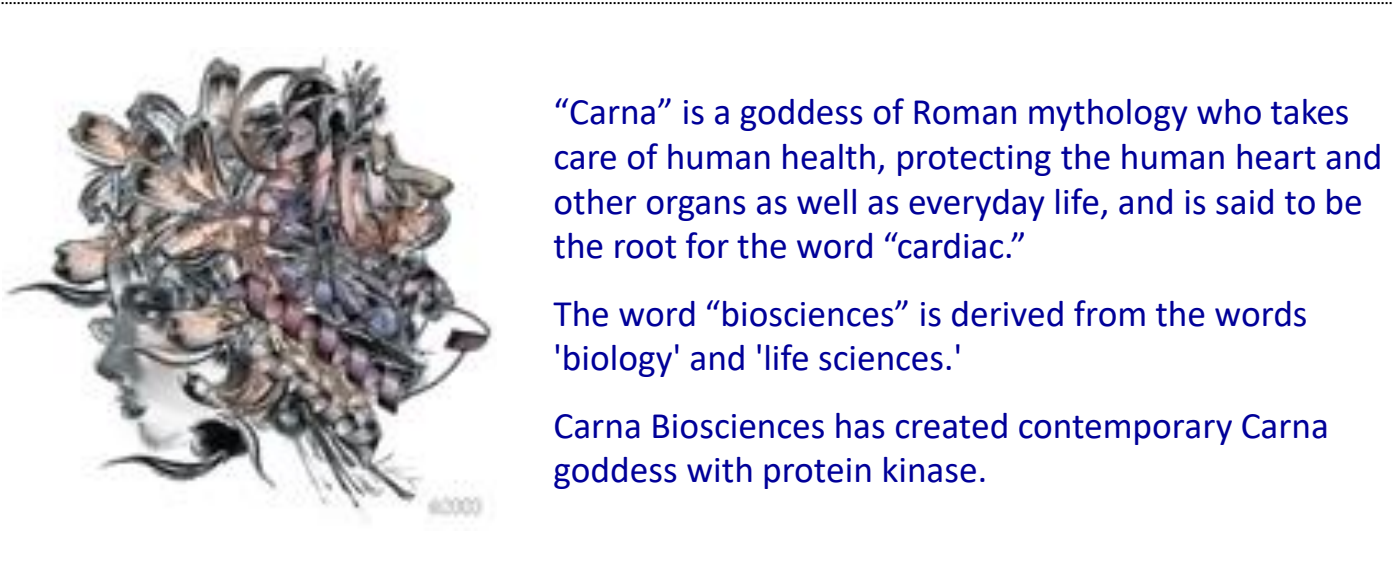 “Carna” is a goddess of Roman mythology who takes
care of human health, protecting the human heart and
other organs as well as everyday life, and is said to be
the root for the word “cardiac.”
The word “biosciences” is derived from the words
'biology' and 'life sciences.'
Carna Biosciences has created contemporary Carna
goddess with protein kinase.